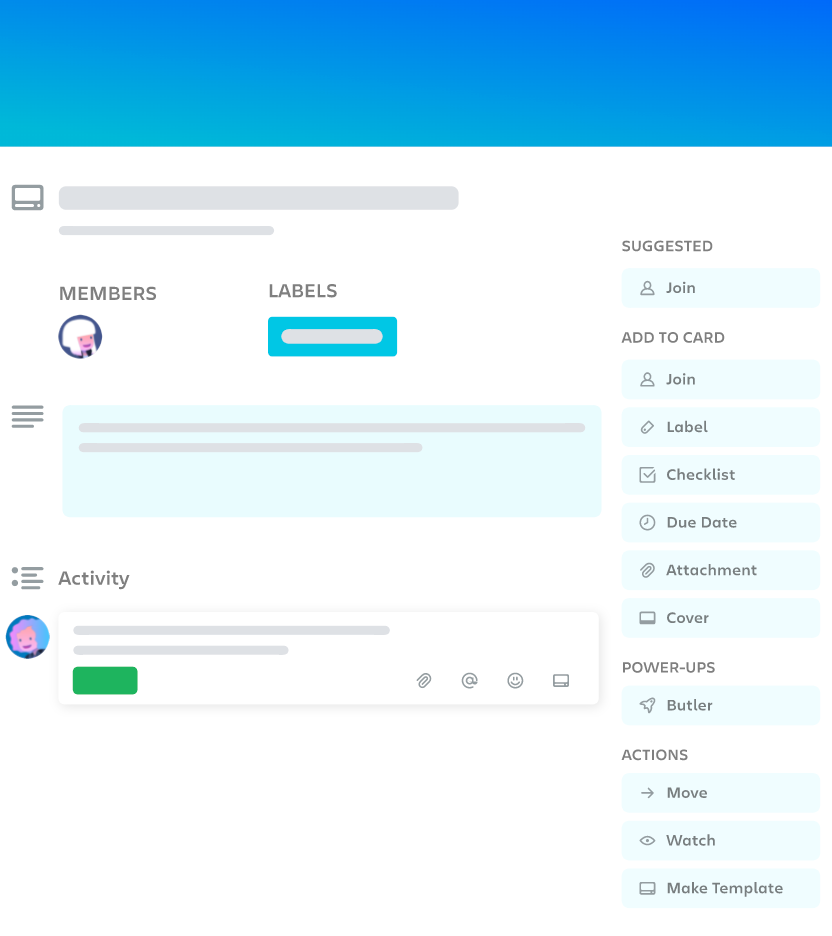 MEMBERS
LABELS
Activity
SUGGESTED
Join
ADD TO CARD
Join
Label
Checklist
Due Date
Attachment
Cover
POWER-UPS
Butler
ACTIONS
Move
Watch
Make Template